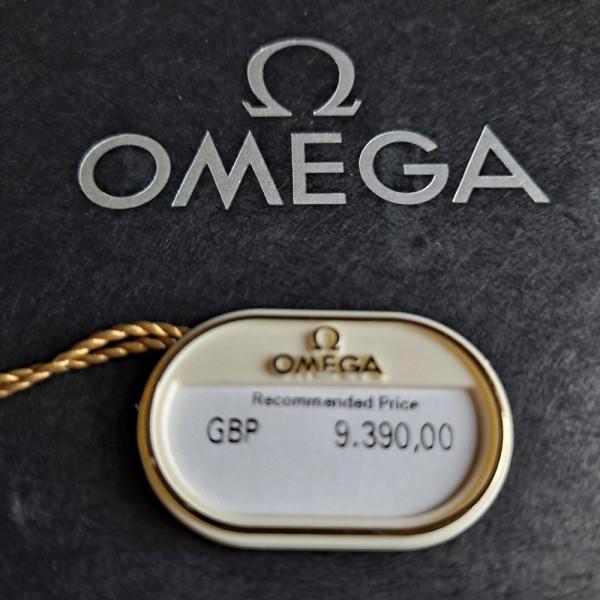 Ω
OMEGA
Ω
OMEGA
Recommended Price
GBP 9.390,00